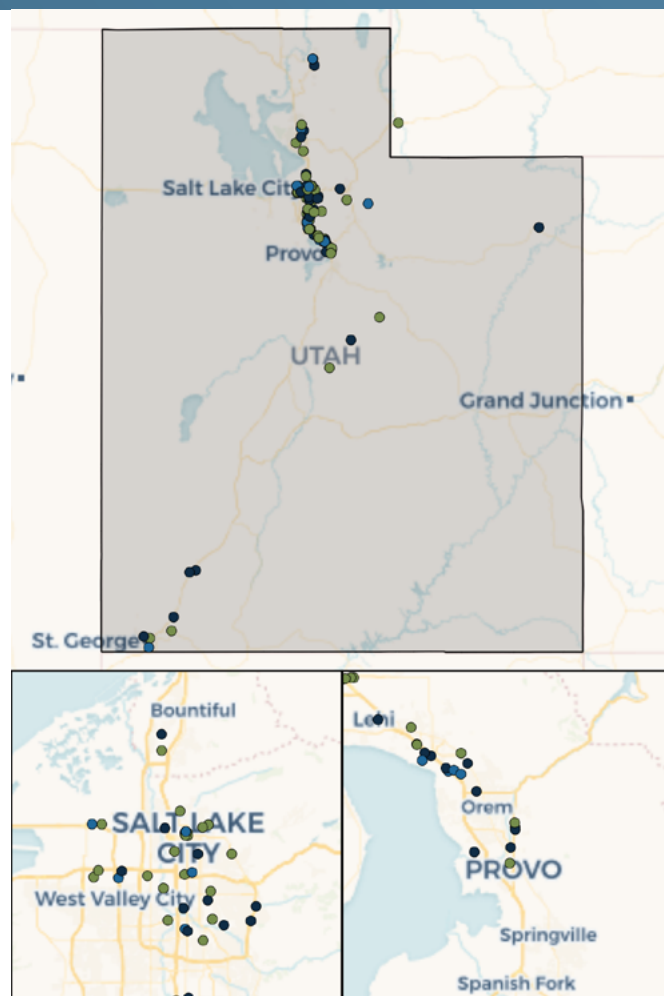 Salt Lake Cit
Provo
UTAH
Grand Junction
St. George
Bountiful
SALT LAKE
CITY
West Valley City
Lehi
Orem
PROVO
Springville
Spanish Fork